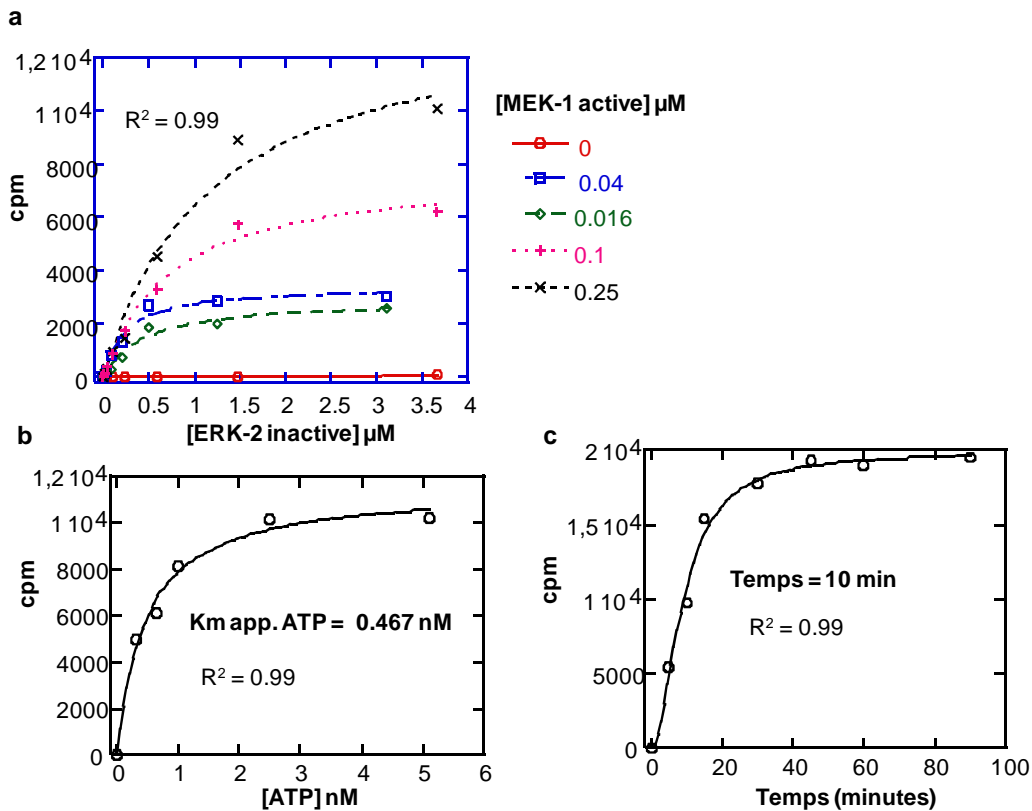 a
1,2 10⁴
1 10⁴
8000
6000
4000
2000
0
cpm
R² = 0.99
0 0.5 1 1.5 2 2.5 3 3.5 4
[ERK-2 inactive] µM
[MEK-1 active] µM
0
0.04
0.016
0.1
0.25
b
1,2 10⁴
1 10⁴
8000
6000
4000
2000
0
cpm
Km app. ATP = 0.467 nM
R² = 0.99
0 1 2 3 4 5 6
[ATP] nM
c
2 10⁴
1,5 10⁴
1 10⁴
5000
0
cpm
Temps = 10 min
R² = 0.99
0 20 40 60 80 100
Temps (minutes)